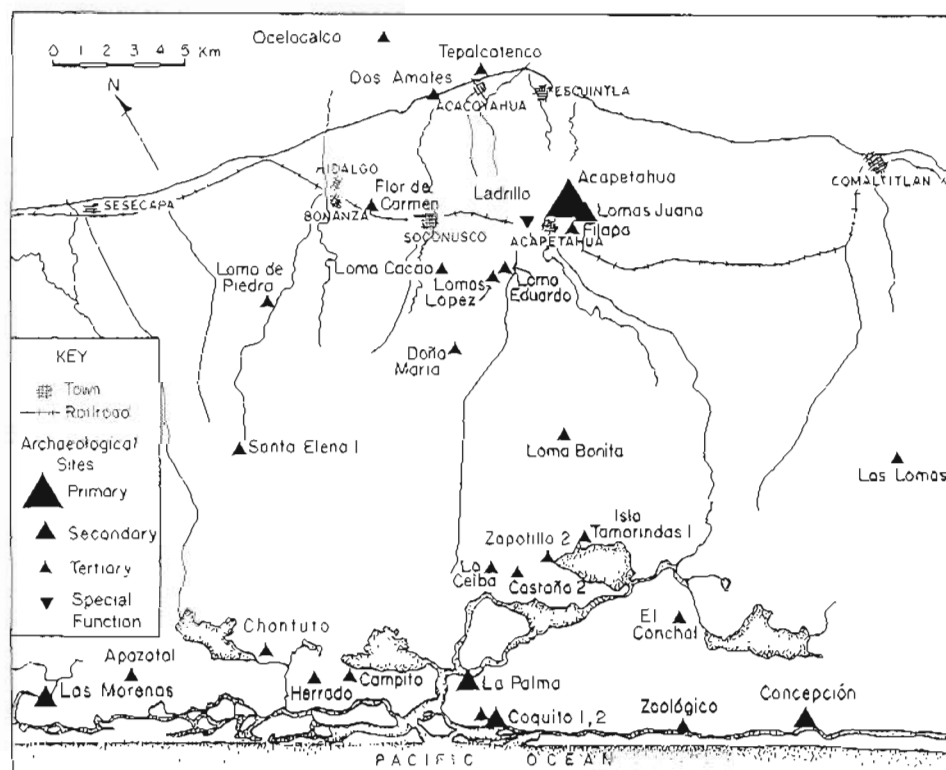 Ocelocalco
0 1 2 3 4 5 Km
Tepalcatenco
N
Dos Amates
ACACOYAHUA
ESCUINTLA
COMALTITLAN
HIDALGO
Flor de
Carmen
Ladrillo
Acapetahua
SESECAPA
BONANZA
SOCONUSCO
Lomas Juana
Filapa
ACAPETAHUA
Loma de
Piedra
Loma Cacao
Lomas
Lopez
Loma
Eduardo
Doña
Maria
KEY
Town
Railroad
Archaeological
Sites
Primary
Secondary
Tertiary
Special
Function
Santa Elena 1
Loma Bonita
Las Lomas
Isla
Tamarindas 1
Zapotillo 2
La
Ceiba
Castaña 2
El
Conchal
Chantuto
Apazotal
Las Morenas
Herrado
Campito
La Palma
Coquito 1, 2
Zoológico
Concepción
PACIFIC OCEAN